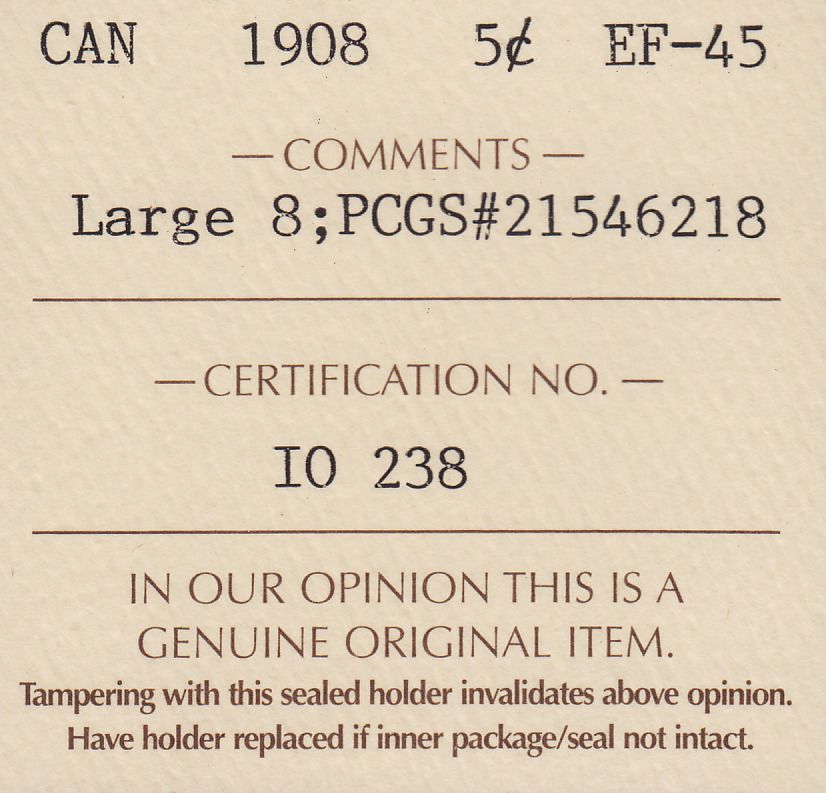 CAN 1908 5¢ EF-45
— COMMENTS —
Large 8;PCGS#21546218
— CERTIFICATION NO. —
IO 238
IN OUR OPINION THIS IS A
GENUINE ORIGINAL ITEM.
Tampering with this sealed holder invalidates above opinion.
Have holder replaced if inner package/seal not intact.